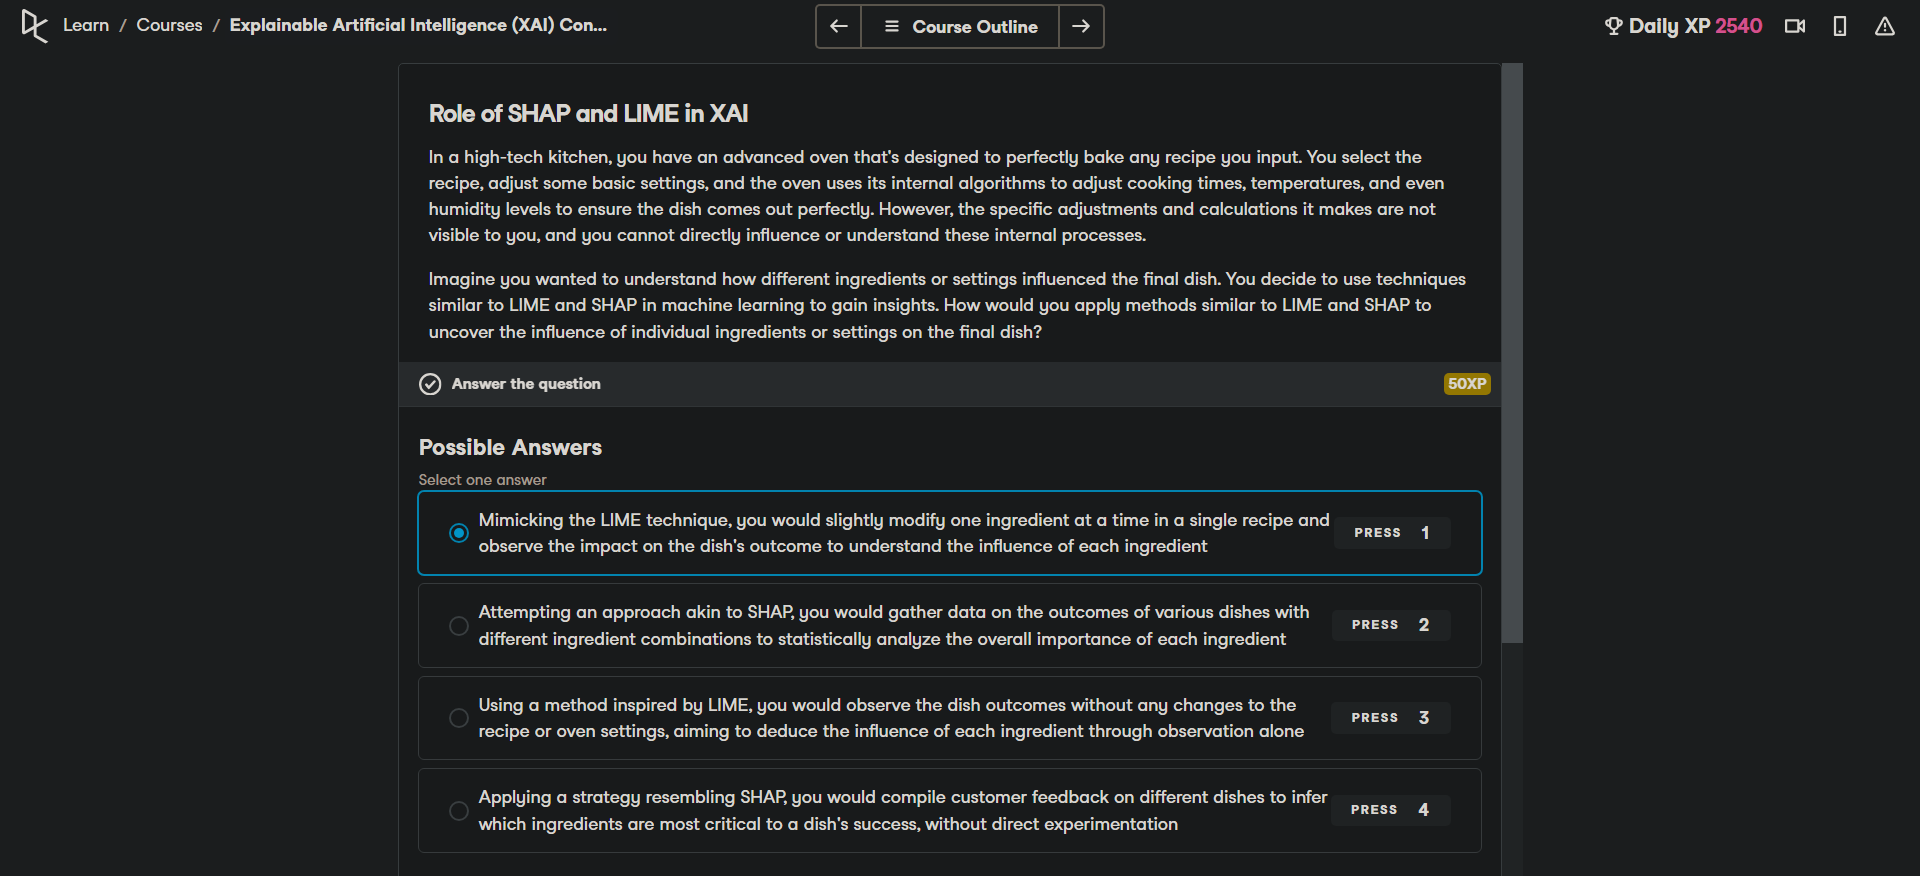 Learn / Courses / Explainable Artificial Intelligence (XAI) Con...
Course Outline
Daily XP 2540
Role of SHAP and LIME in XAI
In a high-tech kitchen, you have an advanced oven that's designed to perfectly bake any recipe you input. You select the
recipe, adjust some basic settings, and the oven uses its internal algorithms to adjust cooking times, temperatures, and even
humidity levels to ensure the dish comes out perfectly. However, the specific adjustments and calculations it makes are not
visible to you, and you cannot directly influence or understand these internal processes.
Imagine you wanted to understand how different ingredients or settings influenced the final dish. You decide to use techniques
similar to LIME and SHAP in machine learning to gain insights. How would you apply methods similar to LIME and SHAP to
uncover the influence of individual ingredients or settings on the final dish?
Answer the question
50XP
Possible Answers
Select one answer
Mimicking the LIME technique, you would slightly modify one ingredient at a time in a single recipe and
observe the impact on the dish's outcome to understand the influence of each ingredient
PRESS 1
Attempting an approach akin to SHAP, you would gather data on the outcomes of various dishes with
different ingredient combinations to statistically analyze the overall importance of each ingredient
PRESS 2
Using a method inspired by LIME, you would observe the dish outcomes without any changes to the
recipe or oven settings, aiming to deduce the influence of each ingredient through observation alone
PRESS 3
Applying a strategy resembling SHAP, you would compile customer feedback on different dishes to infer
which ingredients are most critical to a dish's success, without direct experimentation
PRESS 4